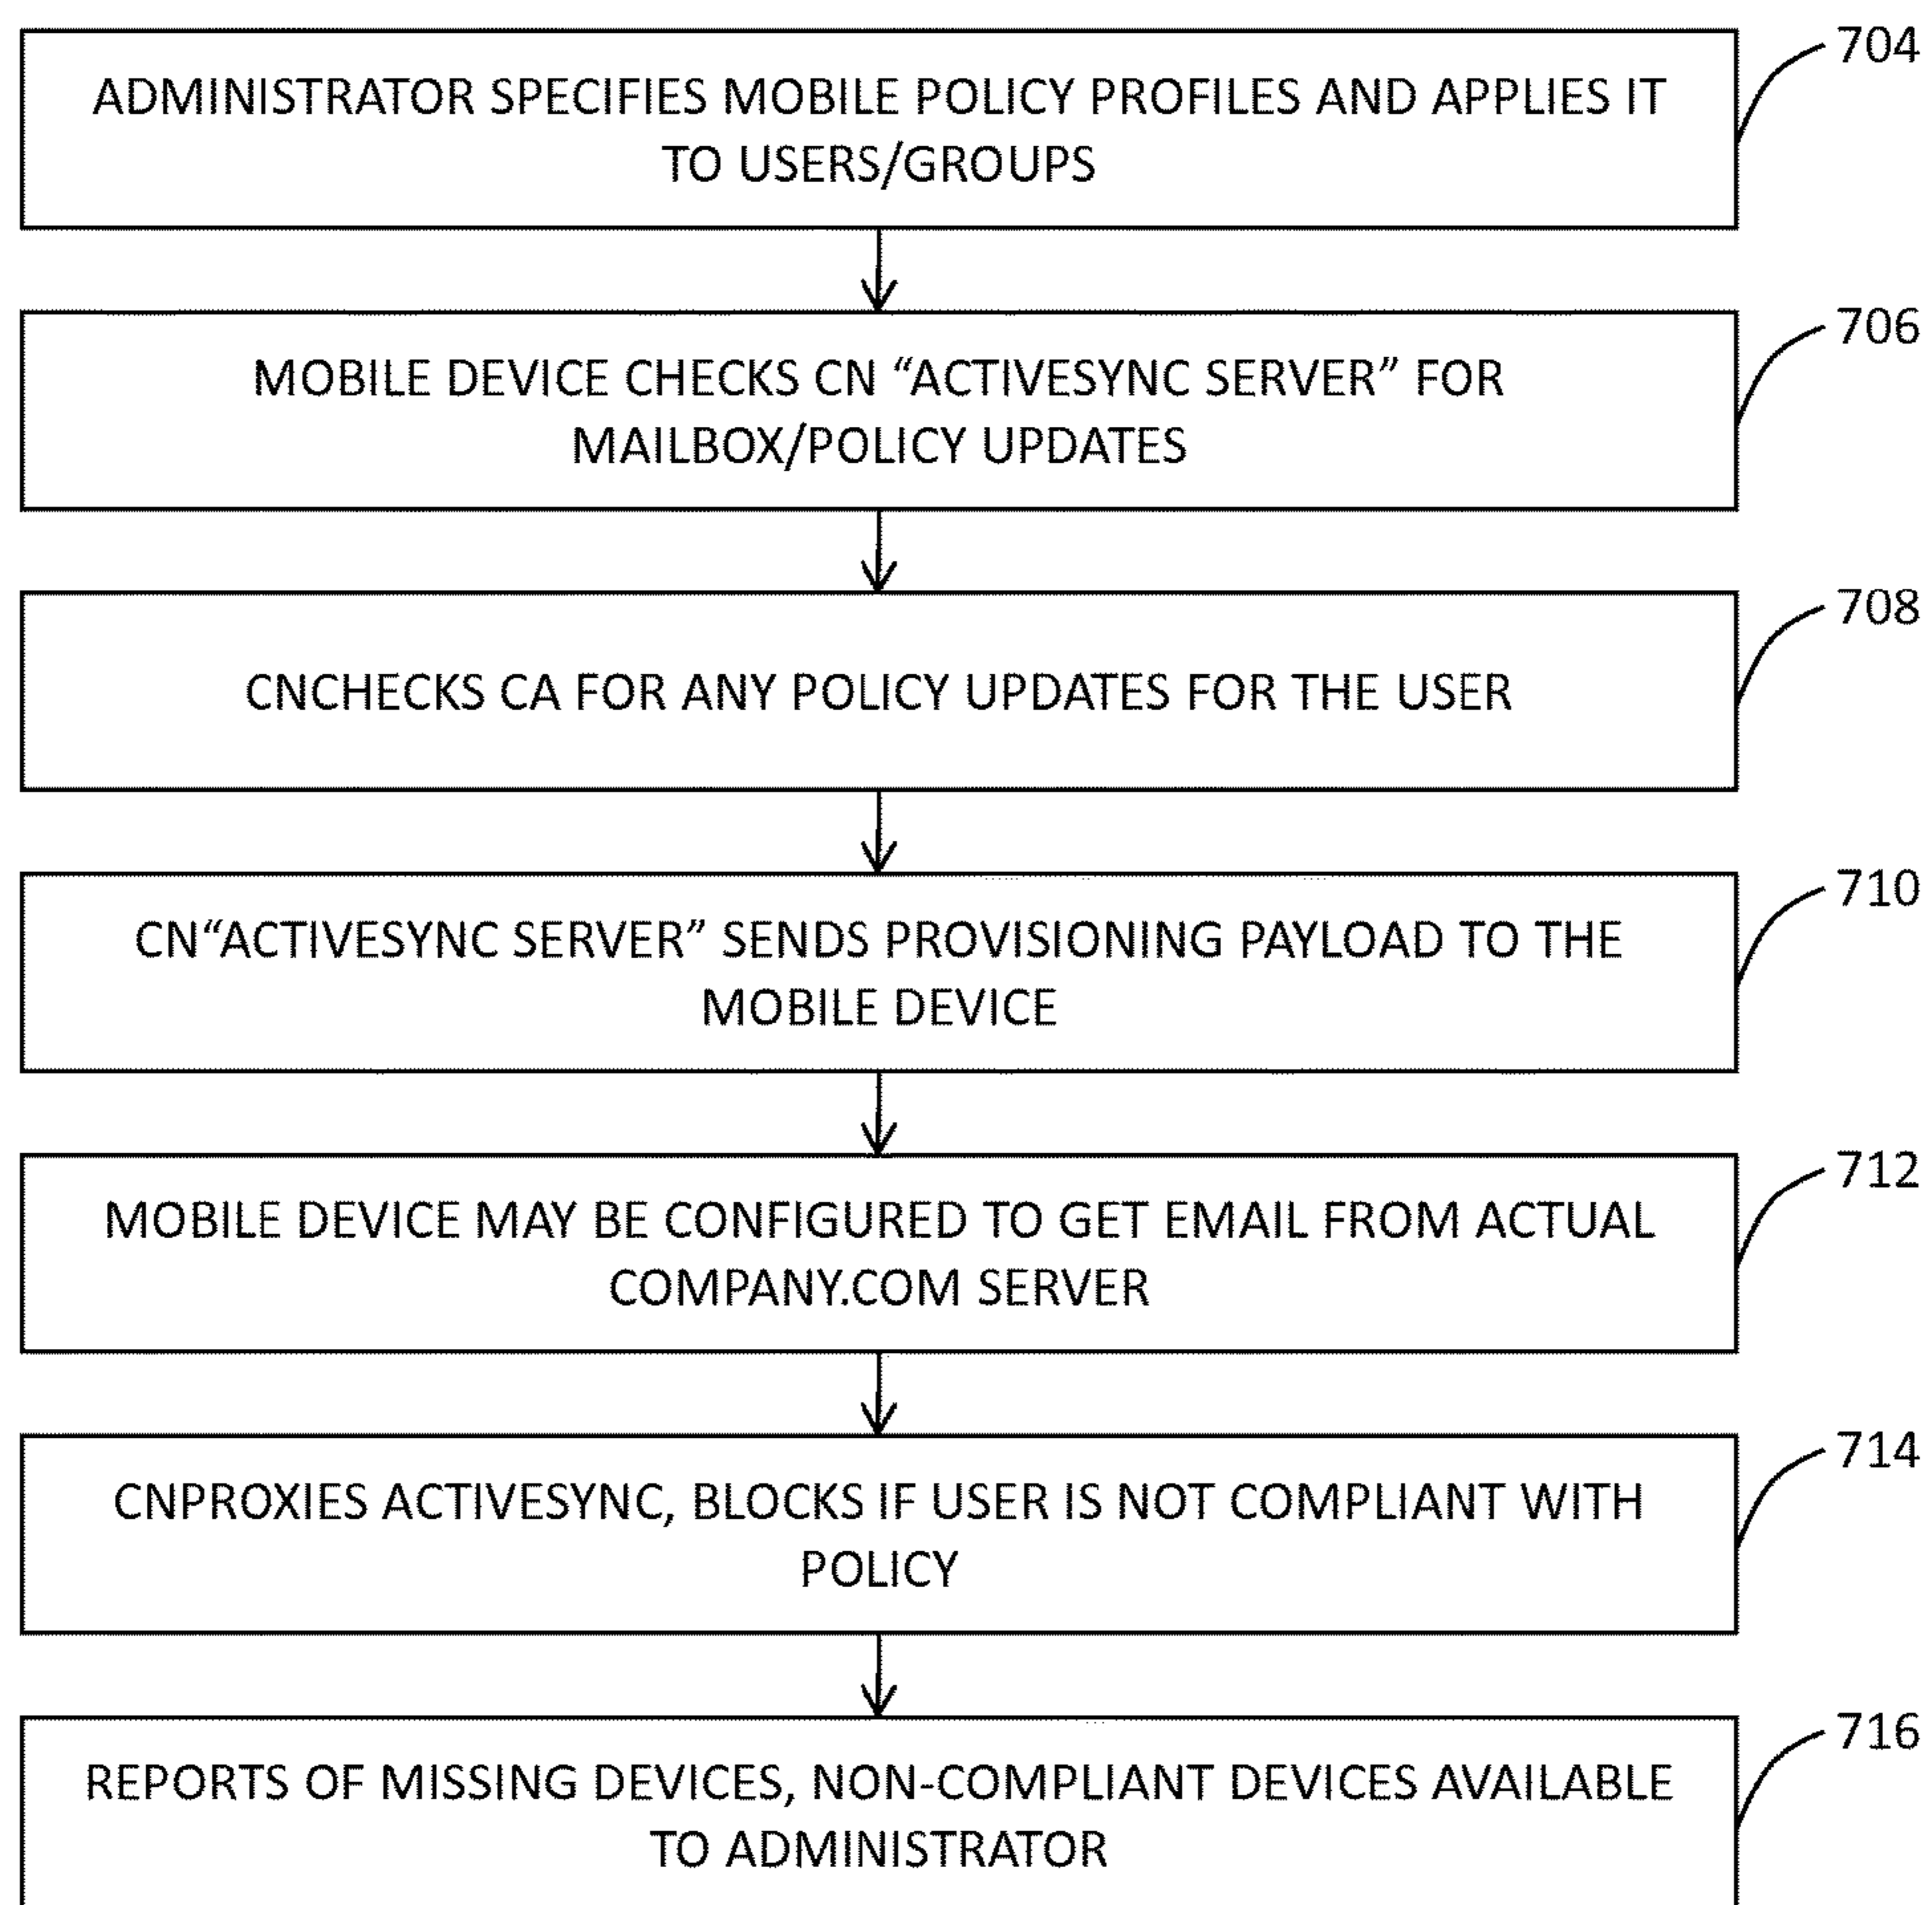 704
ADMINISTRATOR SPECIFIES MOBILE POLICY PROFILES AND APPLIES IT
TO USERS/GROUPS
706
MOBILE DEVICE CHECKS CN “ACTIVESYNC SERVER” FOR
MAILBOX/POLICY UPDATES
708
CNCHECKS CA FOR ANY POLICY UPDATES FOR THE USER
710
CN“ACTIVESYNC SERVER” SENDS PROVISIONING PAYLOAD TO THE
MOBILE DEVICE
712
MOBILE DEVICE MAY BE CONFIGURED TO GET EMAIL FROM ACTUAL
COMPANY.COM SERVER
714
CNPROXIES ACTIVESYNC, BLOCKS IF USER IS NOT COMPLIANT WITH
POLICY
716
REPORTS OF MISSING DEVICES, NON-COMPLIANT DEVICES AVAILABLE
TO ADMINISTRATOR